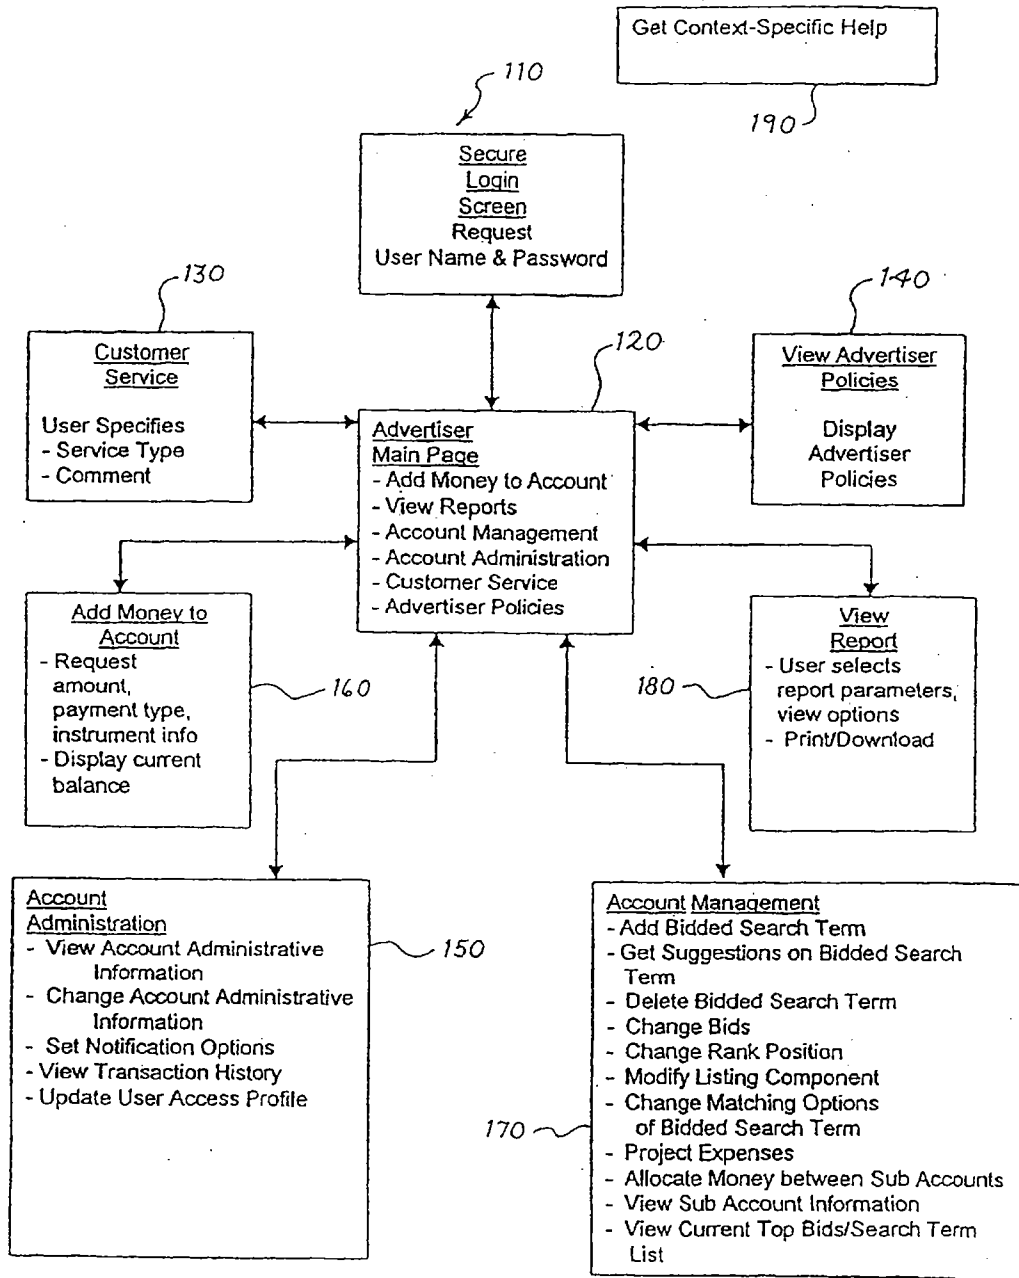 Get Context-Specific Help
190
110
Secure
Login
Screen
Request
User Name & Password
130
Customer
Service
User Specifies
- Service Type
- Comment
120
Advertiser
Main Page
- Add Money to Account
- View Reports
- Account Management
- Account Administration
- Customer Service
- Advertiser Policies
140
View Advertiser
Policies
Display
Advertiser
Policies
Add Money to
Account
- Request
amount,
payment type,
instrument info
- Display current
balance
160
180
View
Report
- User selects
report parameters,
view options
- Print/Download
Account
Administration
- View Account Administrative
Information
- Change Account Administrative
Information
- Set Notification Options
- View Transaction History
- Update User Access Profile
150
Account Management
- Add Bidded Search Term
- Get Suggestions on Bidded Search
Term
- Delete Bidded Search Term
- Change Bids
- Change Rank Position
- Modify Listing Component
- Change Matching Options
of Bidded Search Term
- Project Expenses
- Allocate Money between Sub Accounts
- View Sub Account Information
- View Current Top Bids/Search Term
List
170